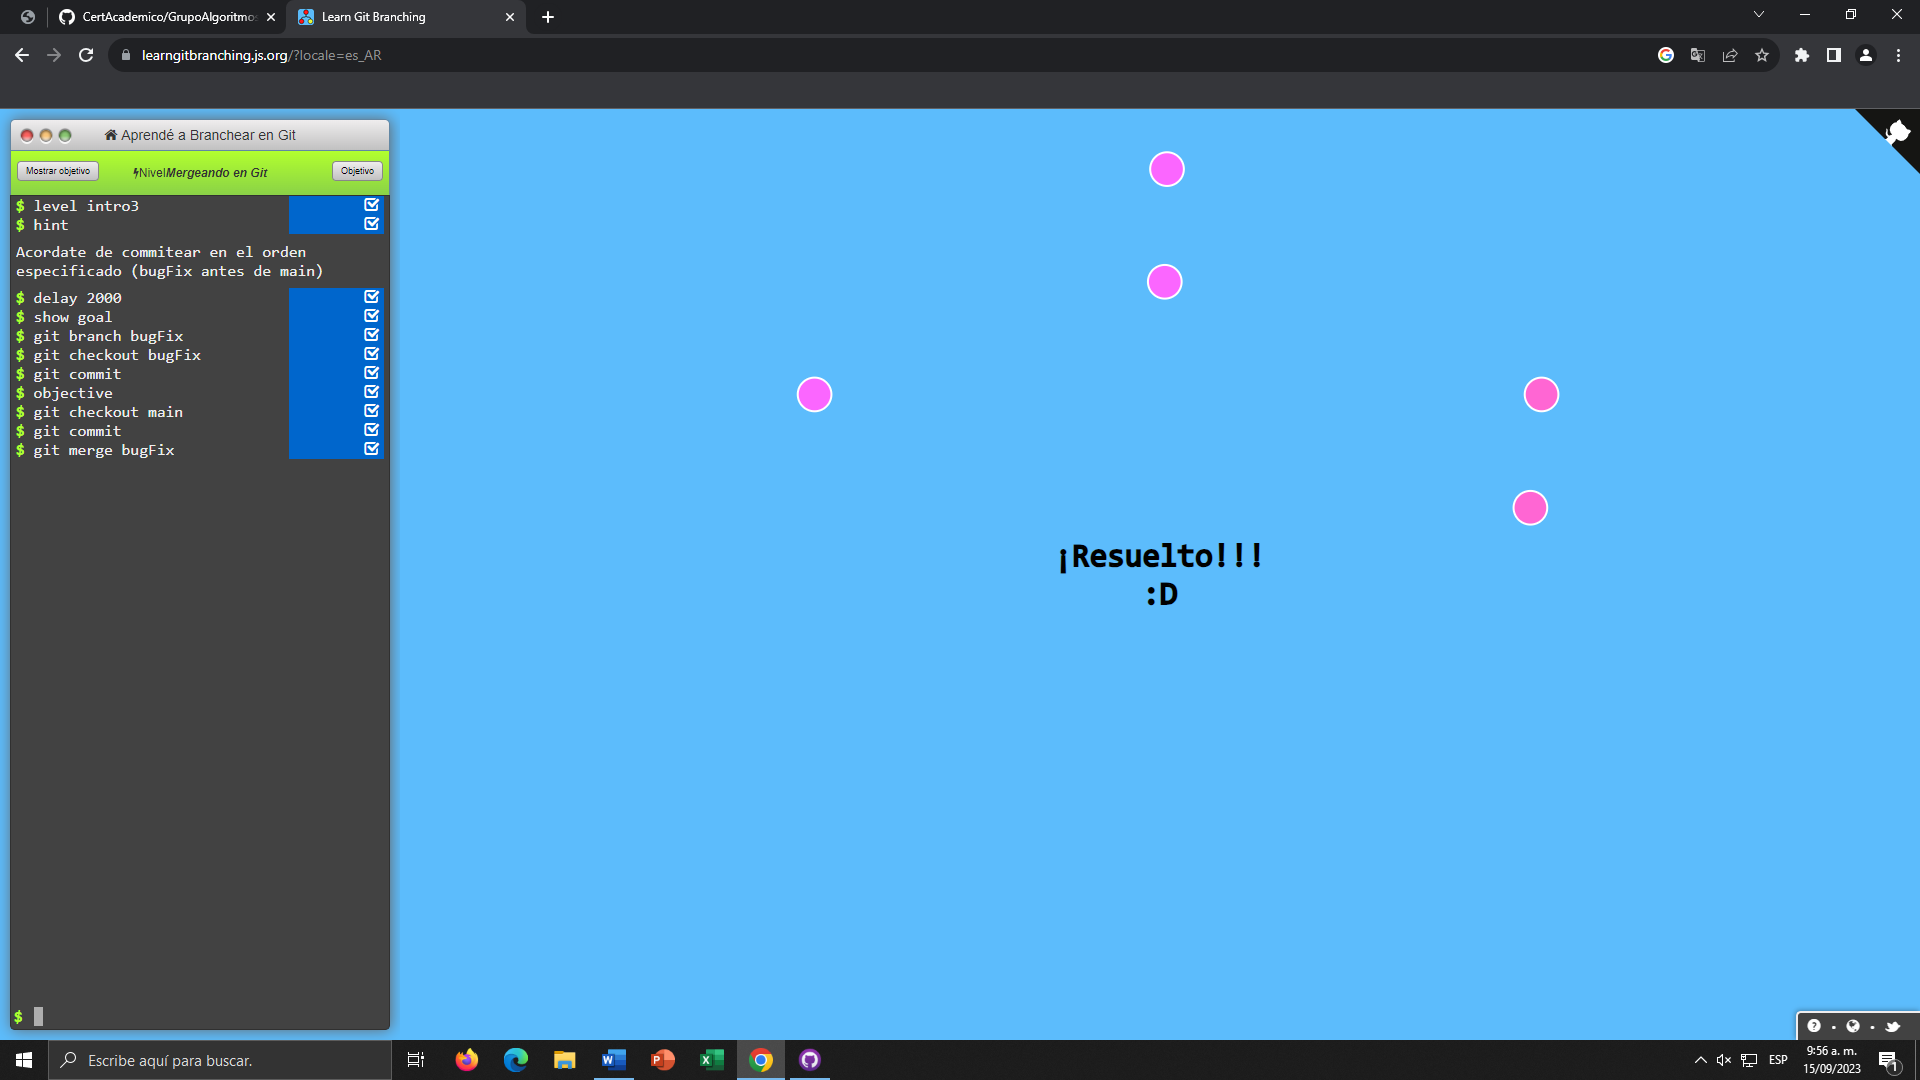 CertAcademico/GrupoAlgoritmos
Learn Git Branching
learngitbranching.js.org/?locale=es_AR
Aprendé a Branchear en Git
Mostrar objetivo
NivelMergeando en Git
Objetivo
$ level intro3
$ hint
Acordate de commitear en el orden
especificado (bugFix antes de main)
$ delay 2000
$ show goal
$ git branch bugFix
$ git checkout bugFix
$ git commit
$ objective
$ git checkout main
$ git commit
$ git merge bugFix
¡Resuelto!!!
:D
$
Escribe aquí para buscar.
ESP
9:56 a. m.
15/09/2023
1